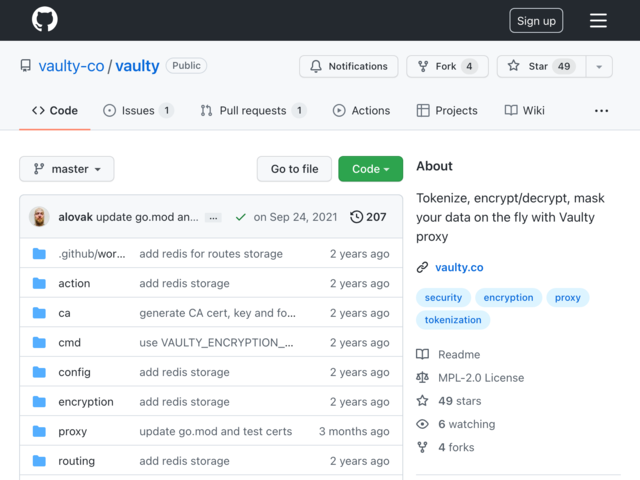 Sign up
vaulty-co / vaulty Public
Notifications
Fork 4
Star 49
Code
Issues 1
Pull requests 1
Actions
Projects
Wiki
...
master
Go to file
Code
About
Tokenize, encrypt/decrypt, mask
your data on the fly with Vaulty
proxy
vaulty.co
security encryption proxy
tokenization
Readme
MPL-2.0 License
49 stars
6 watching
4 forks
alovak update go.mod an... ... on Sep 24, 2021 207
.github/wor... add redis for routes storage 2 years ago
action add redis storage 2 years ago
ca generate CA cert, key and fo... 2 years ago
cmd use VAULTY_ENCRYPTION_... 2 years ago
config add redis storage 2 years ago
encryption add redis storage 2 years ago
proxy update go.mod and test certs 3 months ago
routing add redis storage 2 years ago